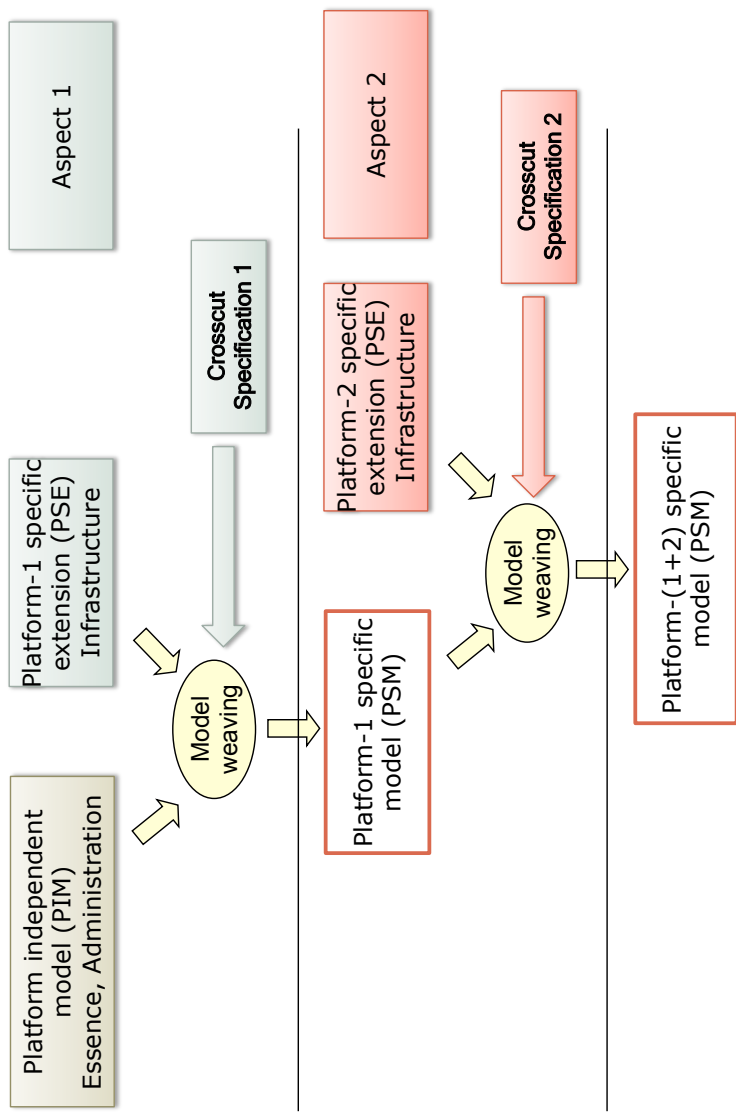 Platform independent
model (PIM)
Essence, Administration
Platform-1 specific
extension (PSE)
Infrastructure
Aspect 1
Model
weaving
Crosscut
Specification 1
Platform-1 specific
model (PSM)
Platform-2 specific
extension (PSE)
Infrastructure
Aspect 2
Model
weaving
Crosscut
Specification 2
Platform-(1+2) specific
model (PSM)